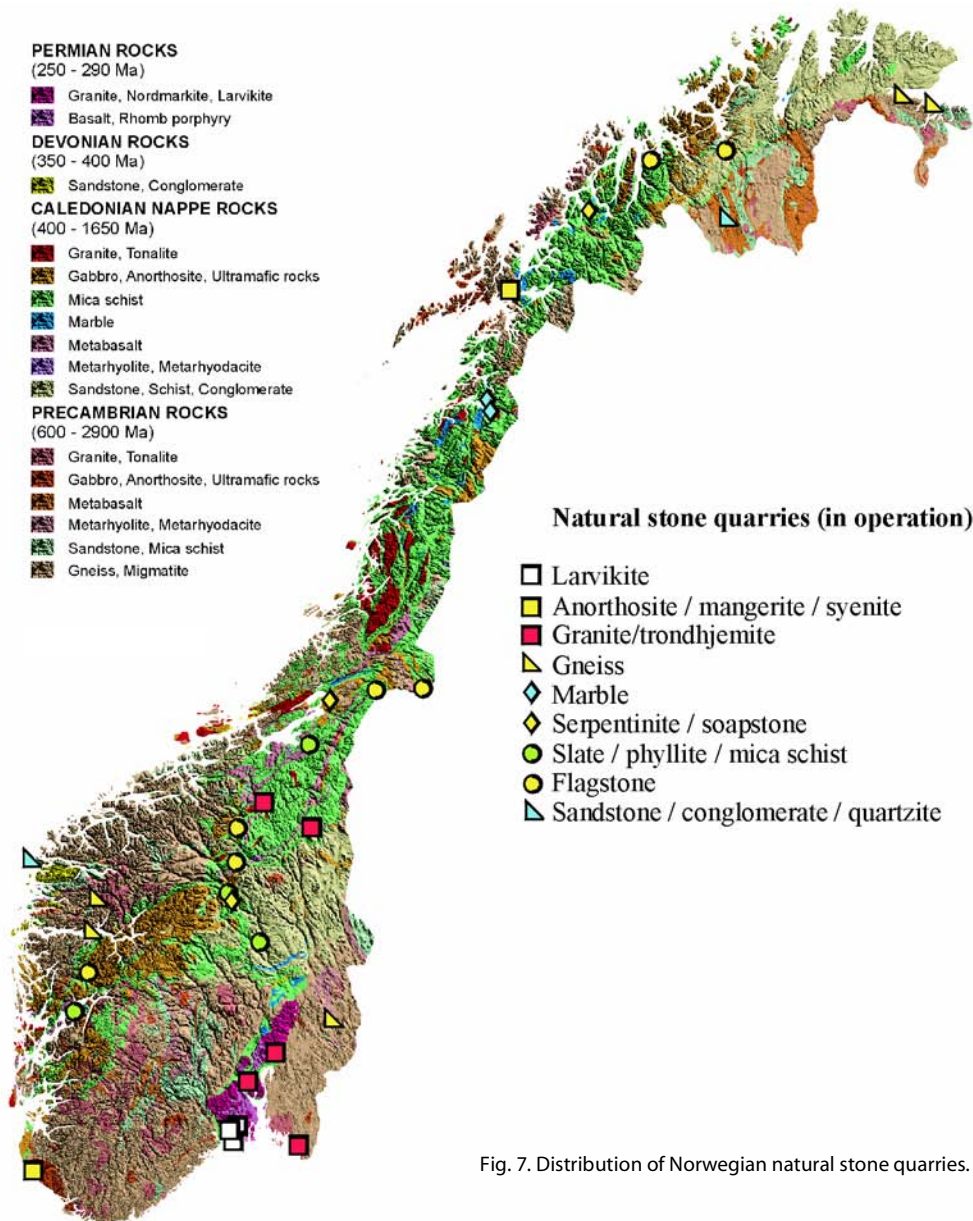 PERMIAN ROCKS
(250 - 290 Ma)
Granite, Nordmarkite, Larvikite
Basalt, Rhomb porphyry
DEVONIAN ROCKS
(350 - 400 Ma)
Sandstone, Conglomerate
CALEDONIAN NAPPE ROCKS
(400 - 1650 Ma)
Granite, Tonalite
Gabbro, Anorthosite, Ultramafic rocks
Mica schist
Marble
Metabasalt
Metarhyolite, Metarhyodacite
Sandstone, Schist, Conglomerate
PRECAMBRIAN ROCKS
(600 - 2900 Ma)
Granite, Tonalite
Gabbro, Anorthosite, Ultramafic rocks
Metabasalt
Metarhyolite, Metarhyodacite
Sandstone, Mica schist
Gneiss, Migmatite
Natural stone quarries (in operation)
Larvikite
Anorthosite / mangerite / syenite
Granite/trondhjemite
Gneiss
Marble
Serpentinite / soapstone
Slate / phyllite / mica schist
Flagstone
Sandstone / conglomerate / quartzite
Fig. 7. Distribution of Norwegian natural stone quarries.